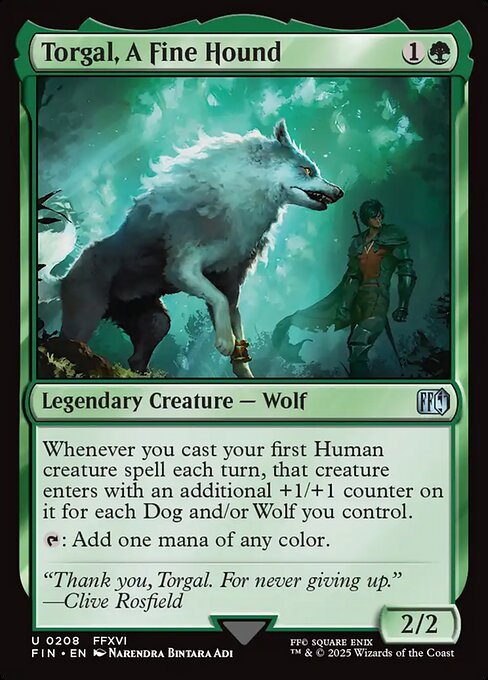 Torgal, A Fine Hound 1
Legendary Creature — Wolf FF
Whenever you cast your first Human
creature spell each turn, that creature
enters with an additional +1/+1 counter on
it for each Dog and/or Wolf you control.
: Add one mana of any color.
“Thank you, Torgal. For never giving up.”
—Clive Rosfield
2/2
U 0208 FFXVI
FIN • EN Narendra Bintara Adi
FF© SQUARE ENIX
™ & © 2025 Wizards of the Coast